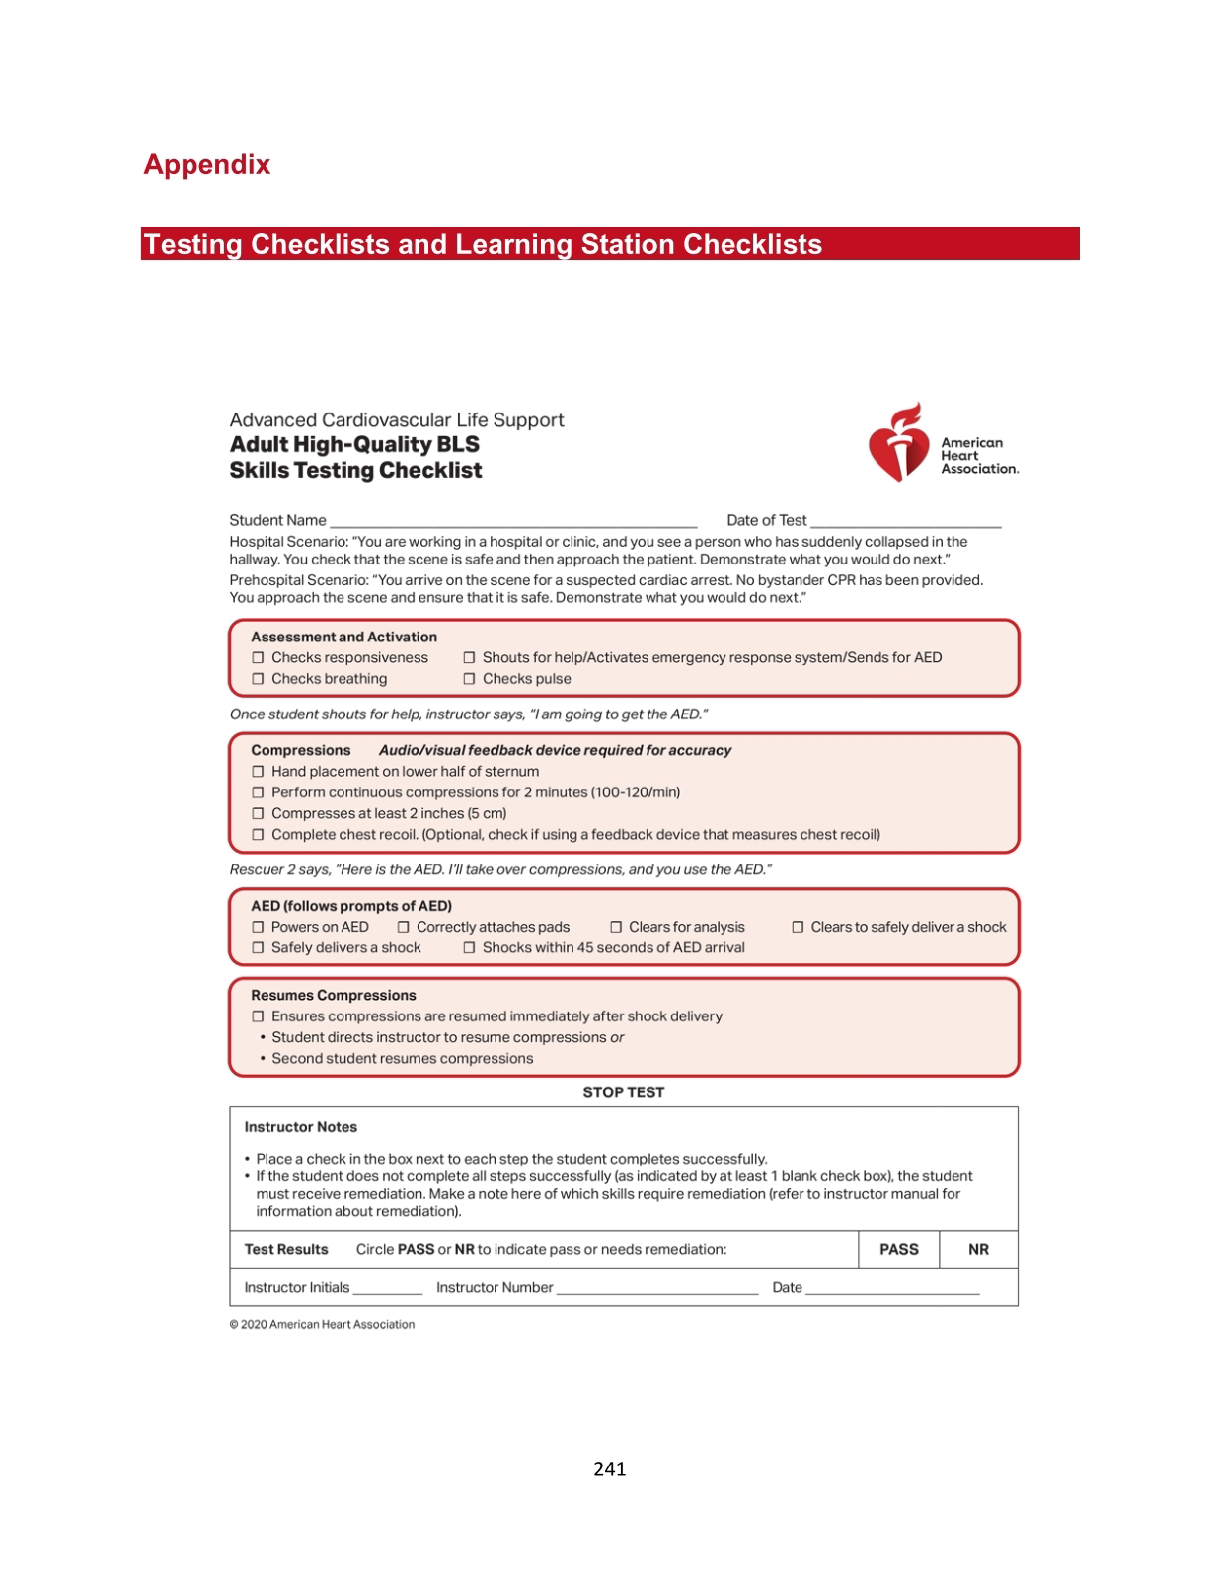 Appendix
Testing Checklists and Learning Station Checklists
Advanced Cardiovascular Life Support
Adult High-Quality BLS
Skills Testing Checklist
American
Heart
Association.
Student Name ________ Date of Test ________
Hospital Scenario: “You are working in a hospital or clinic, and you see a person who has suddenly collapsed in the
hallway. You check that the scene is safe and then approach the patient. Demonstrate what you would do next.”
Prehospital Scenario: “You arrive on the scene for a suspected cardiac arrest. No bystander CPR has been provided.
You approach the scene and ensure that it is safe. Demonstrate what you would do next.”
Assessment and Activation
☐ Checks responsiveness ☐ Shouts for help/Activates emergency response system/Sends for AED
☐ Checks breathing ☐ Checks pulse
Once student shouts for help, instructor says, “I am going to get the AED.”
Compressions Audio/visual feedback device required for accuracy
☐ Hand placement on lower half of sternum
☐ Perform continuous compressions for 2 minutes (100-120/min)
☐ Compresses at least 2 inches (5 cm)
☐ Complete chest recoil. (Optional, check if using a feedback device that measures chest recoil)
Rescuer 2 says, “Here is the AED. I’ll take over compressions, and you use the AED.”
AED (follows prompts of AED)
☐ Powers on AED ☐ Correctly attaches pads ☐ Clears for analysis ☐ Clears to safely deliver a shock
☐ Safely delivers a shock ☐ Shocks within 45 seconds of AED arrival
Resumes Compressions
☐ Ensures compressions are resumed immediately after shock delivery
• Student directs instructor to resume compressions or
• Second student resumes compressions
STOP TEST
Instructor Notes
• Place a check in the box next to each step the student completes successfully.
• If the student does not complete all steps successfully (as indicated by at least 1 blank check box), the student
must receive remediation. Make a note here of which skills require remediation (refer to instructor manual for
information about remediation).
Test Results Circle PASS or NR to indicate pass or needs remediation: PASS NR
Instructor Initials ________ Instructor Number ________ Date ________
© 2020 American Heart Association
241